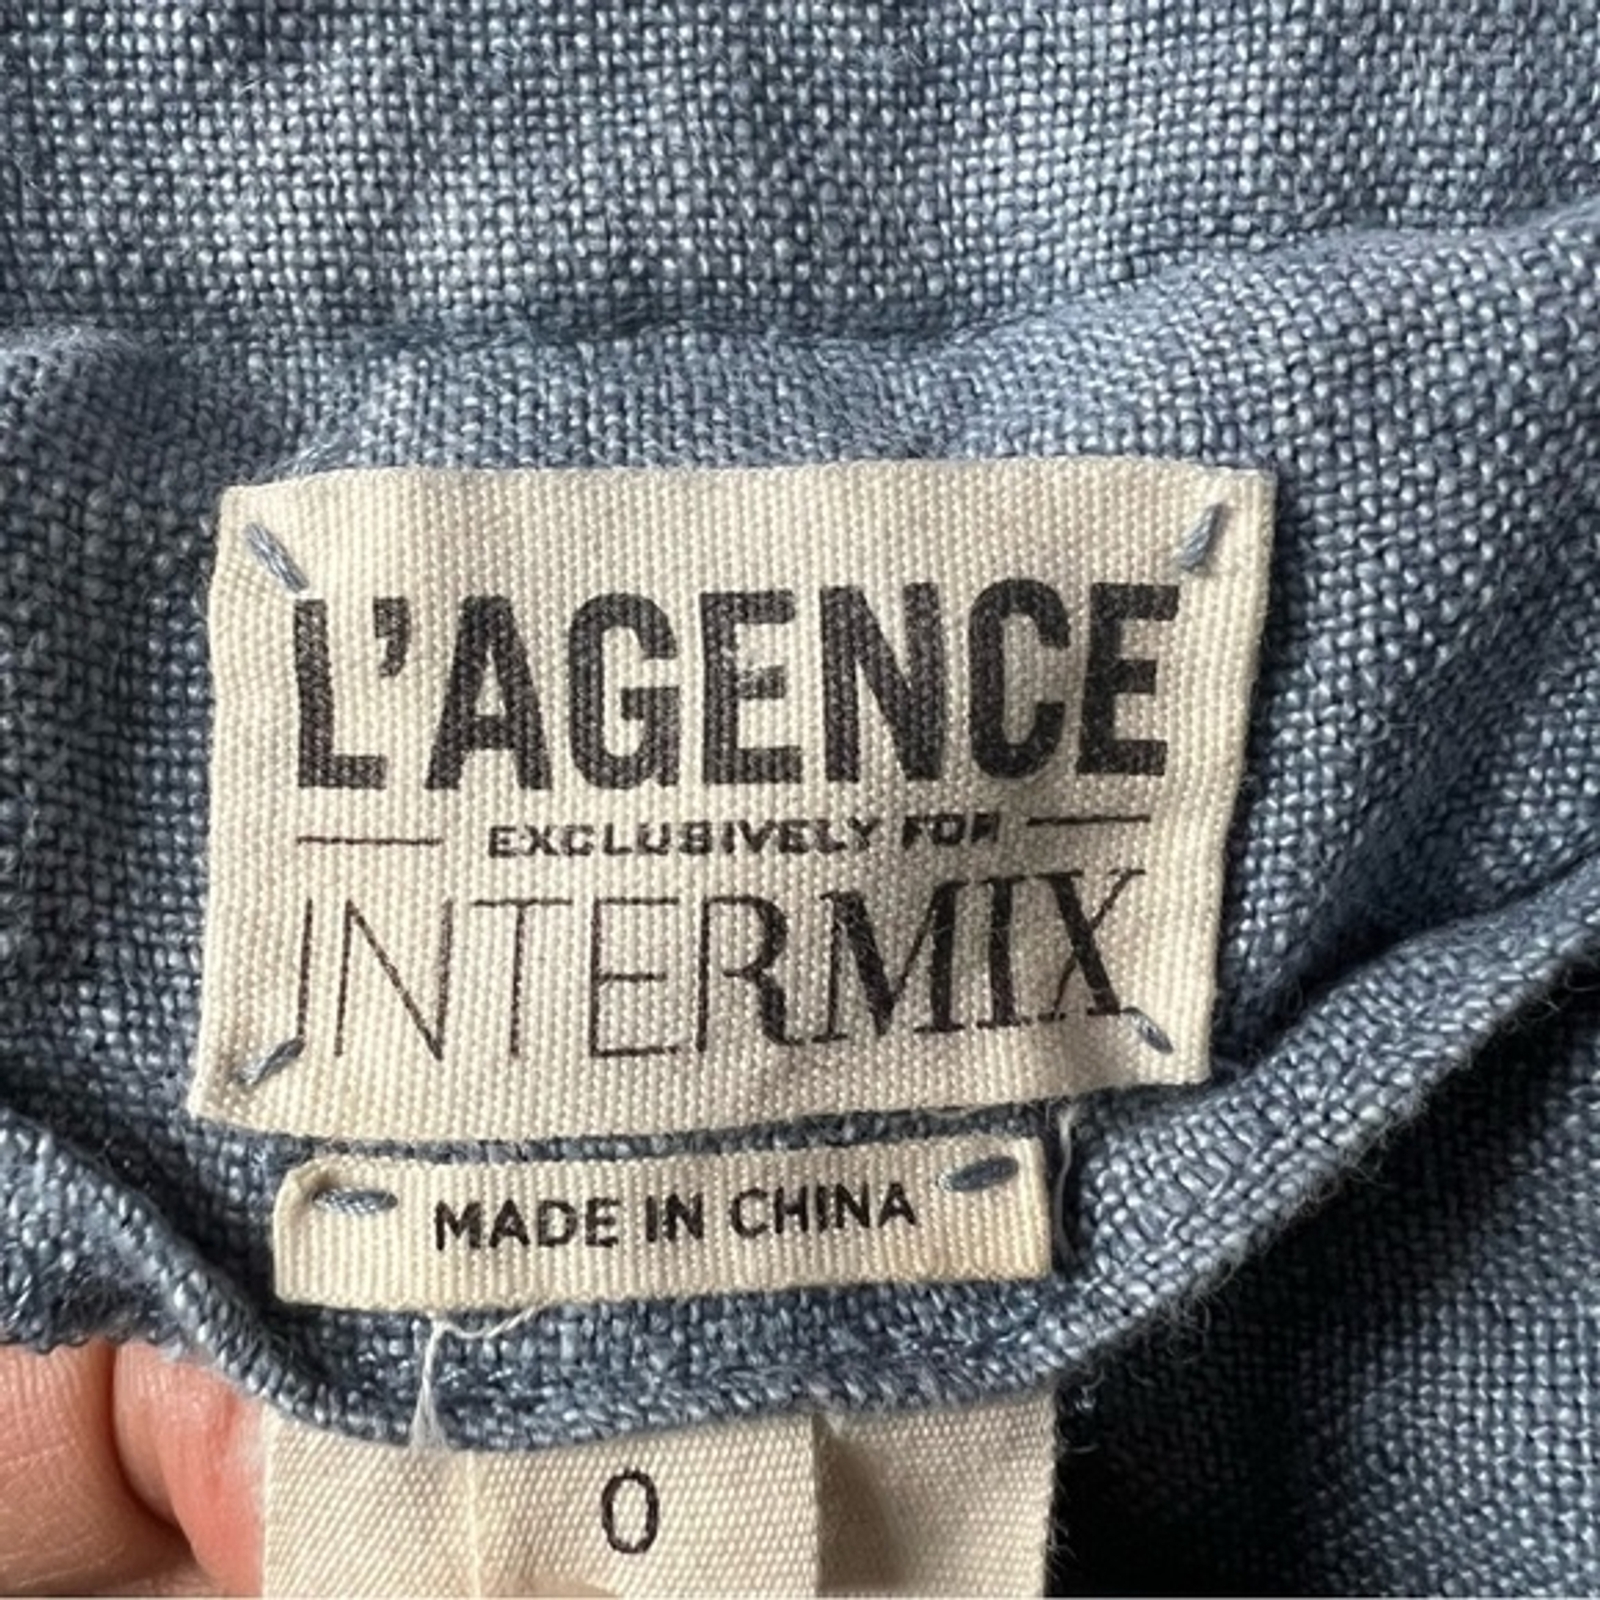 L'AGENCE
EXCLUSIVELY FOR
INTERMIX
MADE IN CHINA
0